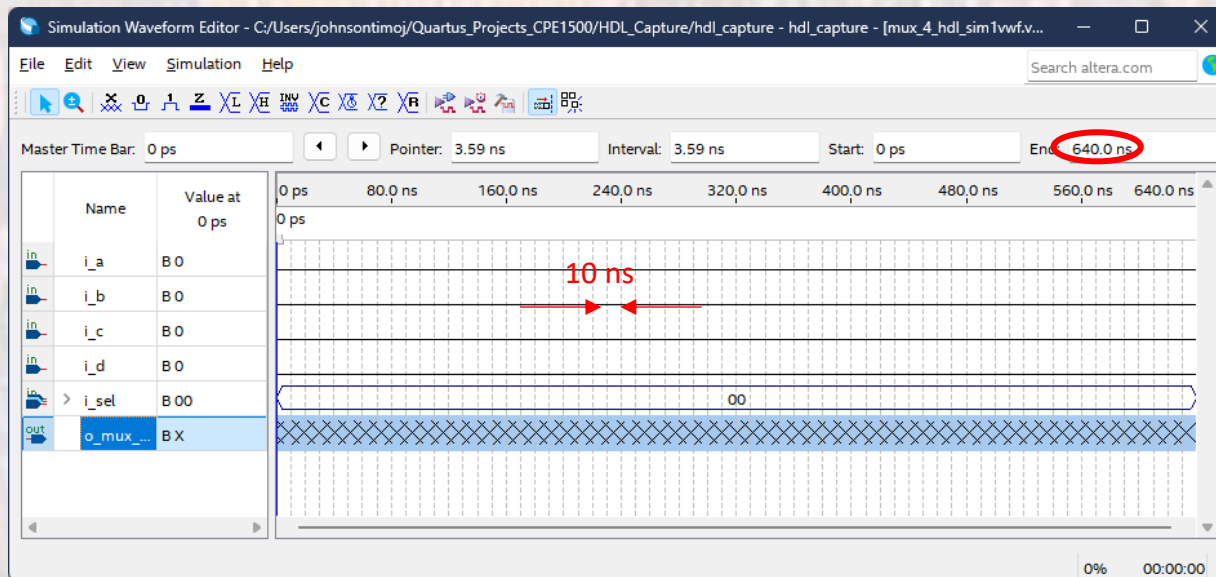 Simulation Waveform Editor - C:/Users/johnsontimoj/Quartus_Projects_CPE1500/HDL_Capture/hdl_capture - hdl_capture - [mux_4_hdl_sim1vwf.v...
File Edit View Simulation Help
Search altera.com
Master Time Bar: 0 ps Pointer: 3.59 ns Interval: 3.59 ns Start: 0 ps End: 640.0 ns
Name Value at 0 ps
0 ps 80.0 ns 160.0 ns 240.0 ns 320.0 ns 400.0 ns 480.0 ns 560.0 ns 640.0 ns
0 ps
in i_a B 0
10 ns
in i_b B 0
in i_c B 0
in i_d B 0
in > i_sel B 00 00
out o_mux_... B X
0% 00:00:00